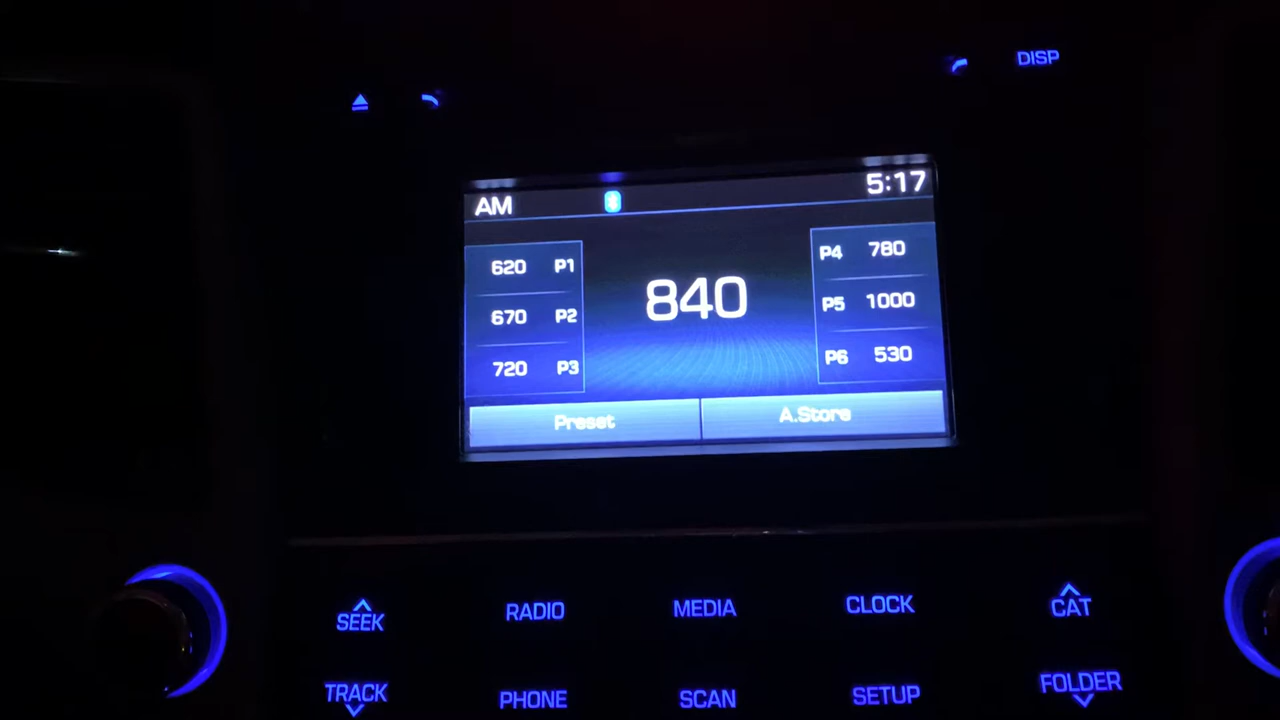 DISP
AM
5:17
620 P1
670 P2
720 P3
840
P4 780
P5 1000
P6 530
Preset
A.Store
SEEK
RADIO
MEDIA
CLOCK
CAT
TRACK
PHONE
SCAN
SETUP
FOLDER